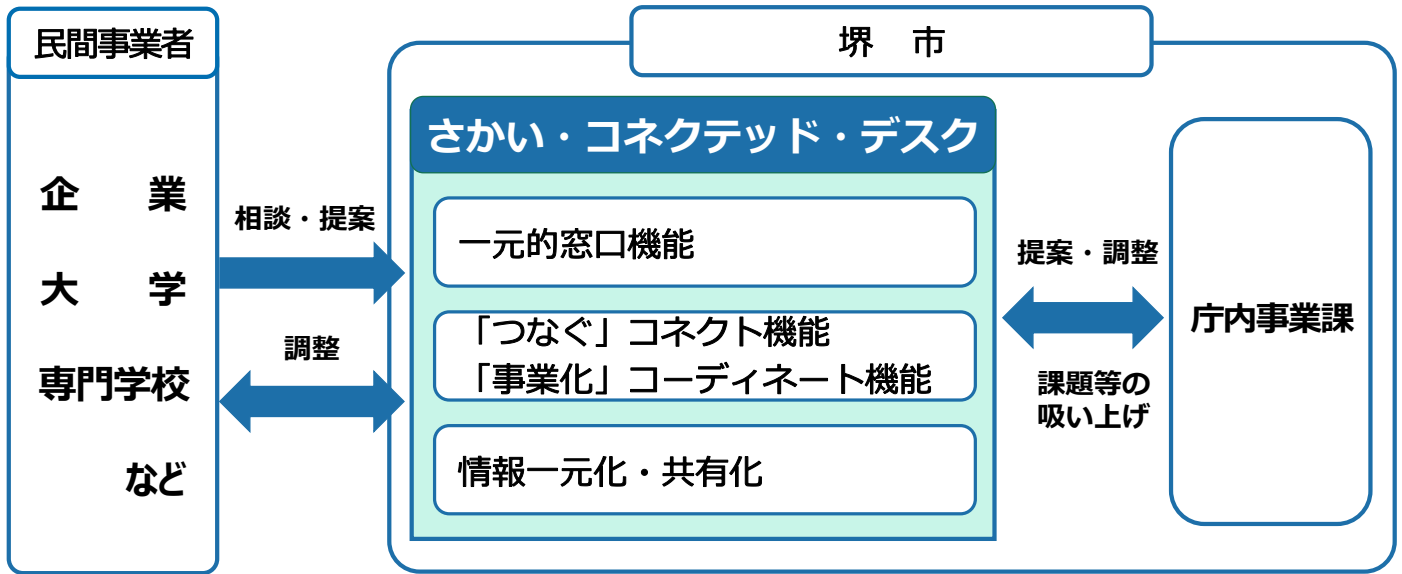 民間事業者
企　業
大　学
専門学校
など
相談・提案
調整
堺　市
さかい・コネクテッド・デスク
一元的窓口機能
「つなぐ」コネクト機能
「事業化」コーディネート機能
情報一元化・共有化
提案・調整
課題等の
吸い上げ
庁内事業課